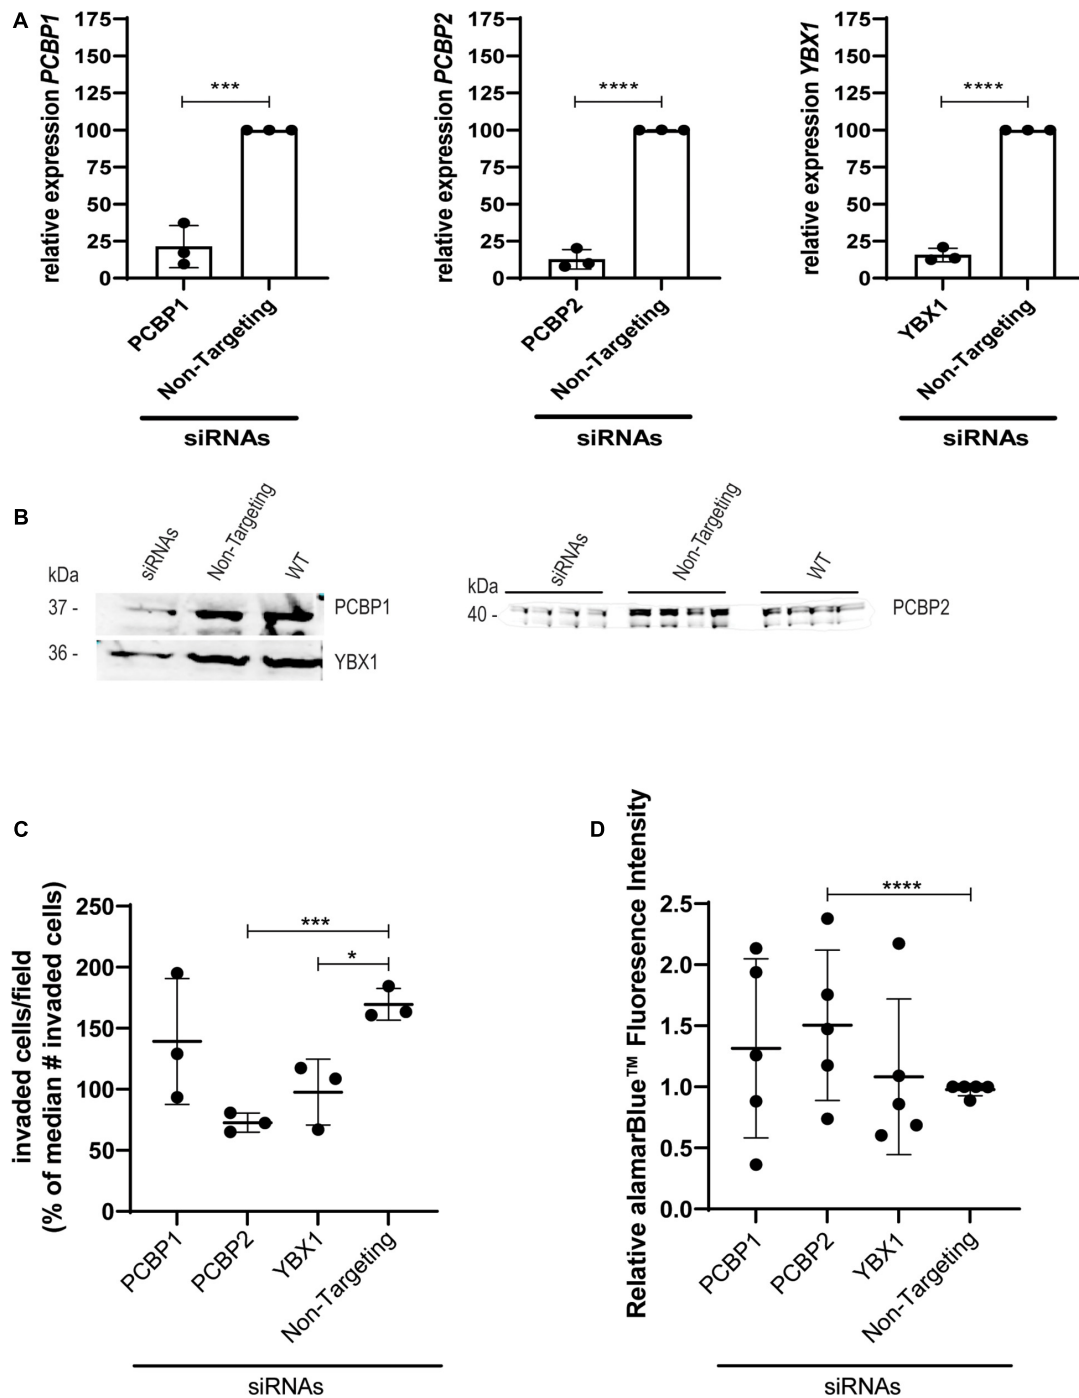 A
relative expression PCBP1
175
150
125
100
75
50
25
0
***
PCBP1
Non-Targeting
siRNAs
relative expression PCBP2
175
150
125
100
75
50
25
0
****
PCBP2
Non-Targeting
siRNAs
relative expression YBX1
175
150
125
100
75
50
25
0
****
YBX1
Non-Targeting
siRNAs
B
kDa
siRNAs
Non-Targeting
WT
37 -
PCBP1
36 -
YBX1
kDa
siRNAs
Non-Targeting
WT
40 -
PCBP2
C
invaded cells/field
(% of median # invaded cells)
250
200
150
100
50
0
***
*
PCBP1
PCBP2
YBX1
Non-Targeting
siRNAs
D
Relative alamarBlue™ Fluoresence Intensity
2.5
2.0
1.5
1.0
0.5
0.0
****
PCBP1
PCBP2
YBX1
Non-Targeting
siRNAs